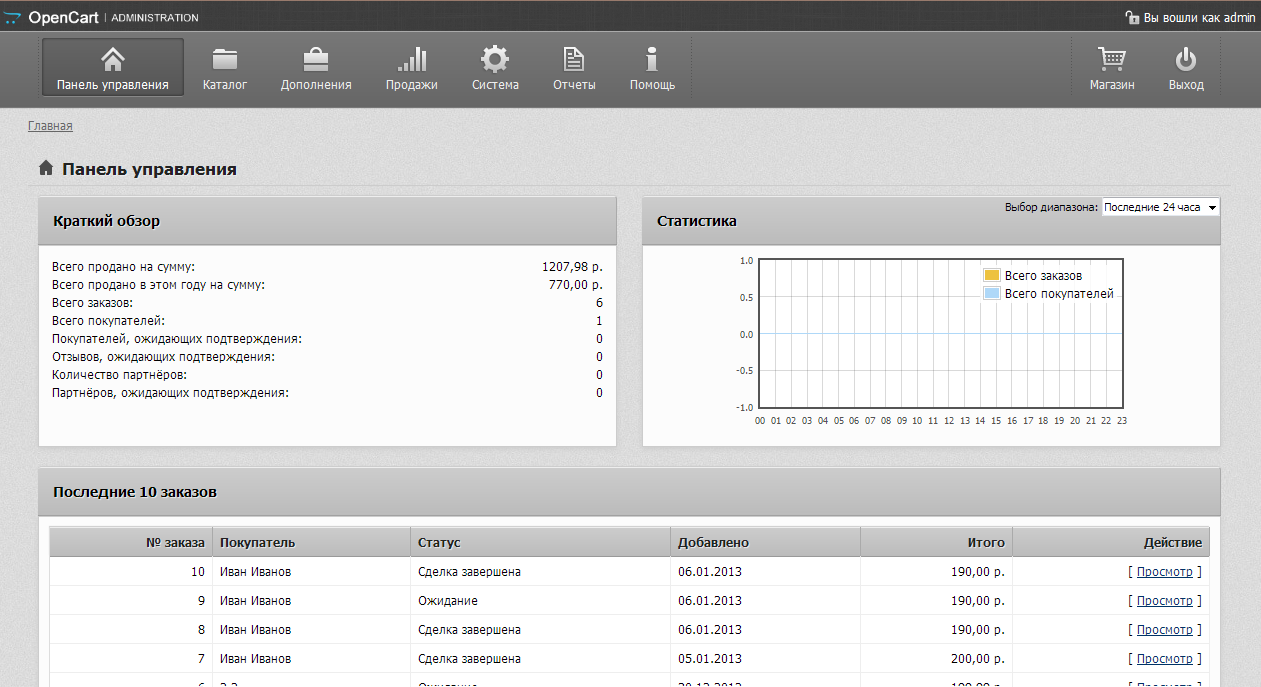 OpenCart | ADMINISTRATION
Вы вошли как admin
Панель управления Каталог Дополнения Продажи Система Отчеты Помощь Магазин Выход
Главная
Панель управления
Краткий обзор
Всего продано на сумму: 1207,98 р.
Всего продано в этом году на сумму: 770,00 р.
Всего заказов: 6
Всего покупателей: 1
Покупателей, ожидающих подтверждения: 0
Отзывов, ожидающих подтверждения: 0
Количество партнёров: 0
Партнёров, ожидающих подтверждения: 0
Статистика
Выбор диапазона: Последние 24 часа
Всего заказов
Всего покупателей
1.0
0.5
0.0
-0.5
-1.0
00 01 02 03 04 05 06 07 08 09 10 11 12 13 14 15 16 17 18 19 20 21 22 23
Последние 10 заказов
№ заказа Покупатель Статус Добавлено Итого Действие
10 Иван Иванов Сделка завершена 06.01.2013 190,00 р. [ Просмотр ]
9 Иван Иванов Ожидание 06.01.2013 190,00 р. [ Просмотр ]
8 Иван Иванов Сделка завершена 06.01.2013 190,00 р. [ Просмотр ]
7 Иван Иванов Сделка завершена 05.01.2013 200,00 р. [ Просмотр ]